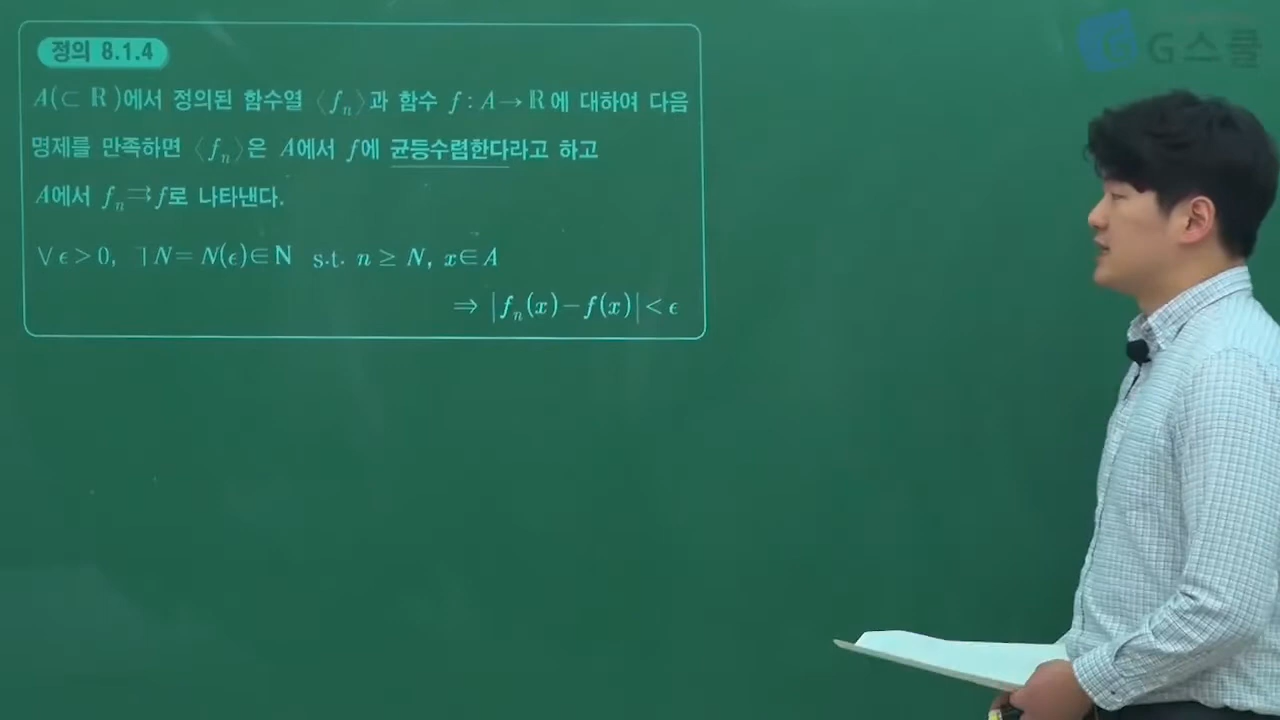 G스쿨
정의 8.1.4
A(⊂ ℝ)에서 정의된 함수열 ⟨fₙ⟩과 함수 f : A→ℝ에 대하여 다음
명제를 만족하면 ⟨fₙ⟩은 A에서 f에 균등수렴한다라고 하고
A에서 fₙ⇉f로 나타낸다.
∀ϵ>0, ∃N=N(ϵ)∈N s.t. n ≥ N, x∈A
⇒ |fₙ(x)−f(x)|<ϵ